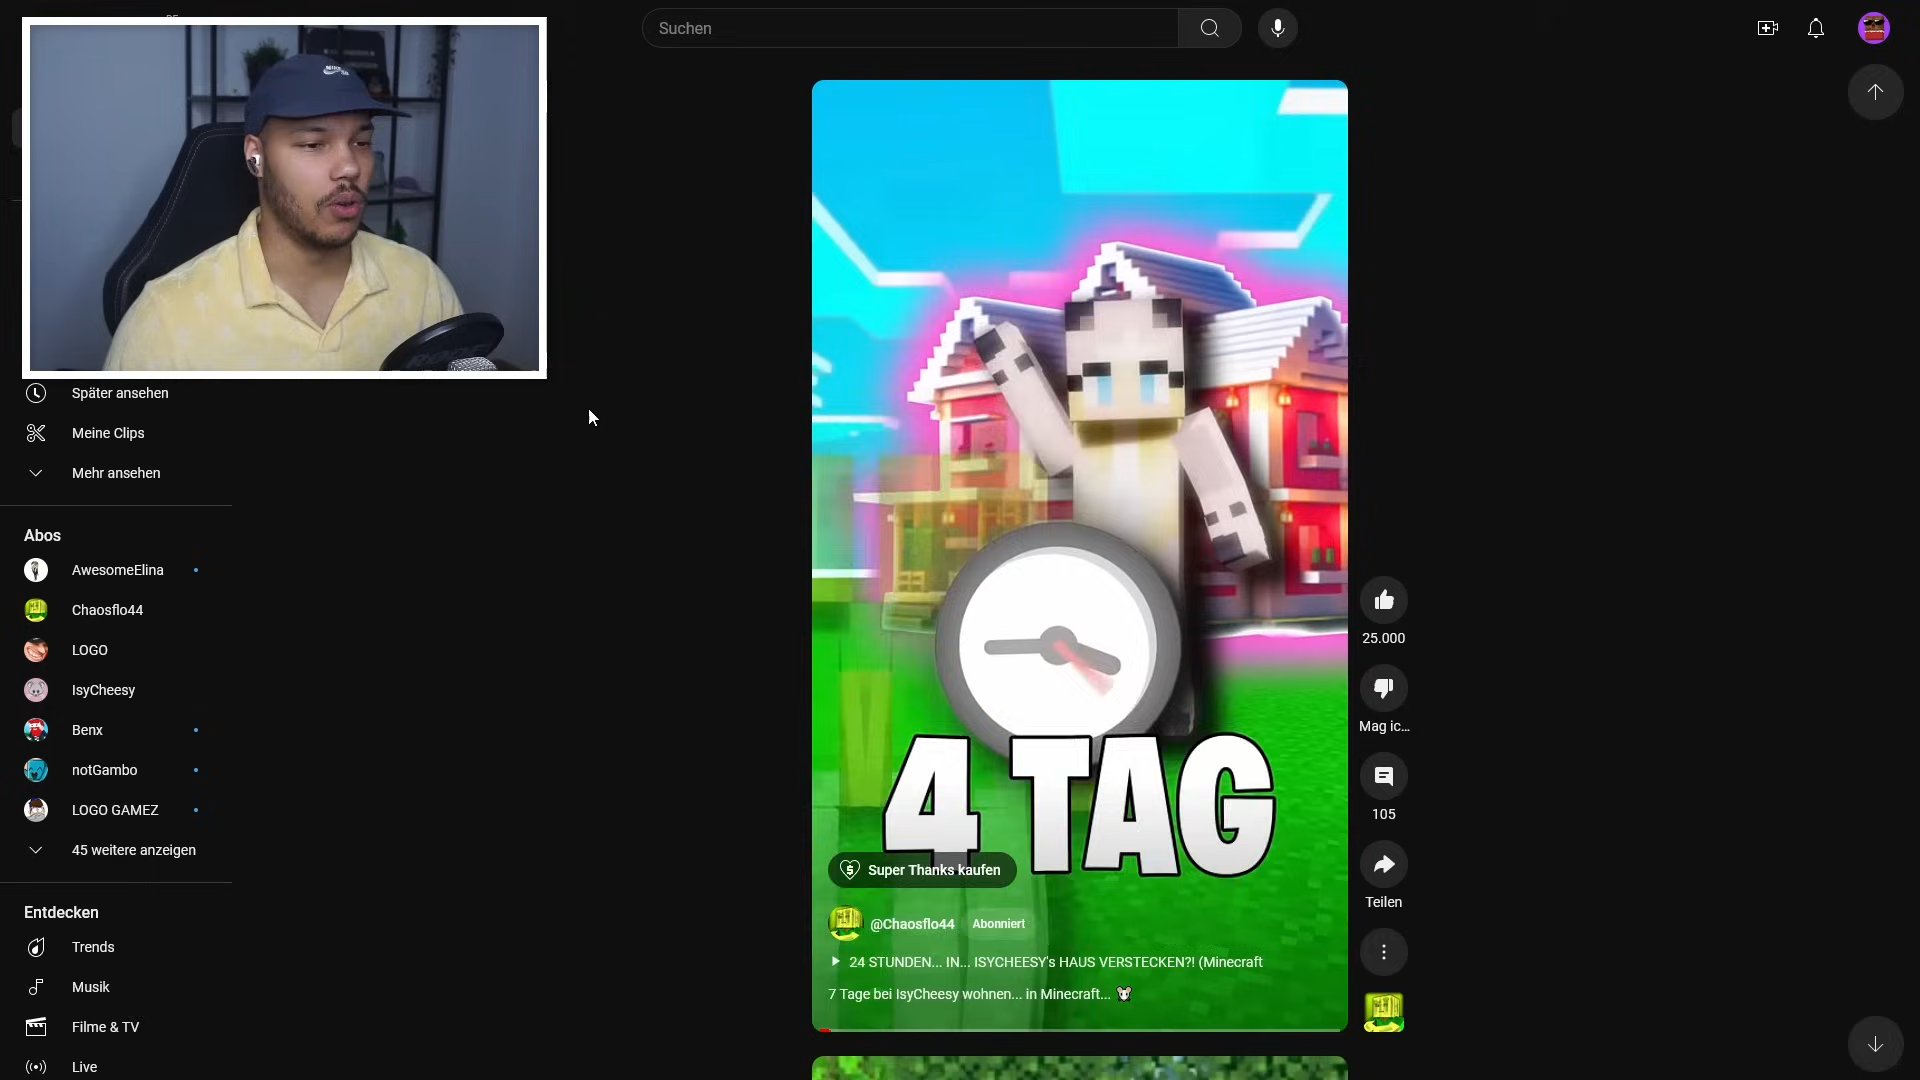 Suchen
Später ansehen
Meine Clips
Mehr ansehen
Abos
AwesomeElina
Chaosflo44
LOGO
IsyCheesy
Benx
notGambo
LOGO GAMEZ
45 weitere anzeigen
Entdecken
Trends
Musik
Filme & TV
Live
4 TAG
Super Thanks kaufen
@Chaosflo44 Abonniert
24 STUNDEN... IN... ISYCHEESY's HAUS VERSTECKEN?! (Minecraft
7 Tage bei IsyCheesy wohnen... in Minecraft...
25.000
Mag ic...
105
Teilen